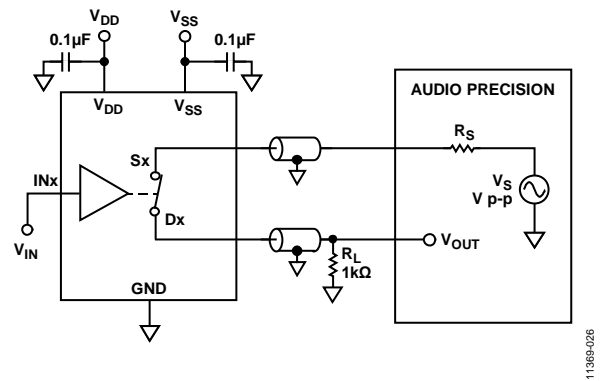 VDD
VSS
0.1µF
0.1µF
VDD
VSS
AUDIO PRECISION
RS
VS
V p-p
Sx
INx
Dx
VIN
VOUT
RL
1kΩ
GND
11369-026